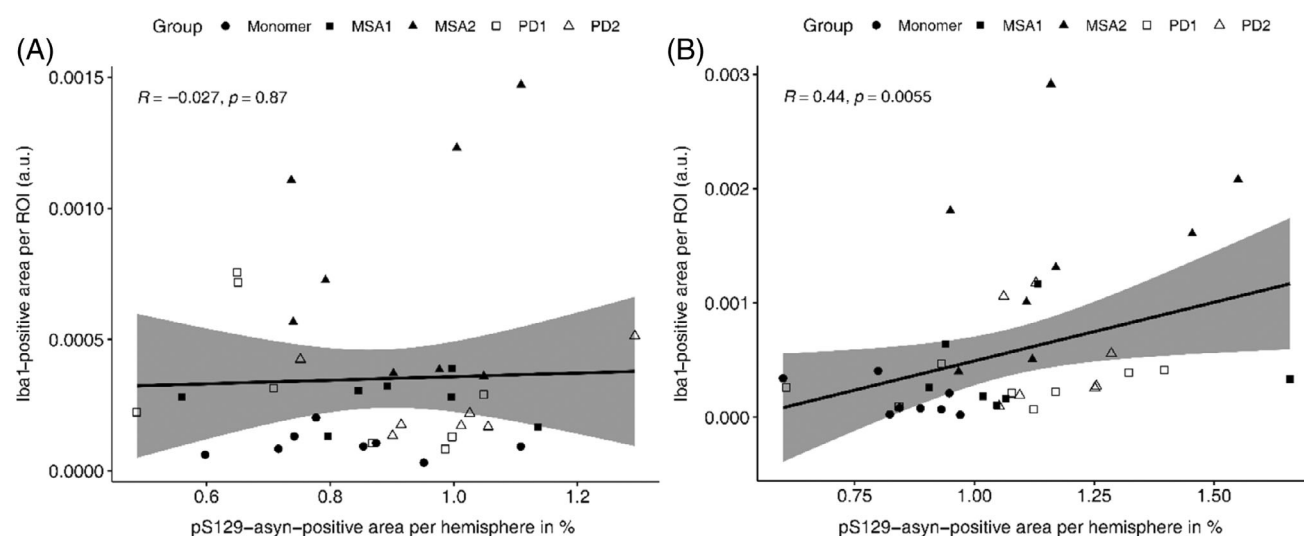 Group Monomer MSA1 MSA2 PD1 PD2
(A)
0.0015
R = −0.027, p = 0.87
0.0010
0.0005
0.0000
Iba1−positive area per ROI (a.u.)
0.6 0.8 1.0 1.2
pS129−asyn−positive area per hemisphere in %
Group Monomer MSA1 MSA2 PD1 PD2
(B)
0.003
R = 0.44, p = 0.0055
0.002
0.001
0.000
Iba1−positive area per ROI (a.u.)
0.75 1.00 1.25 1.50
pS129−asyn−positive area per hemisphere in %